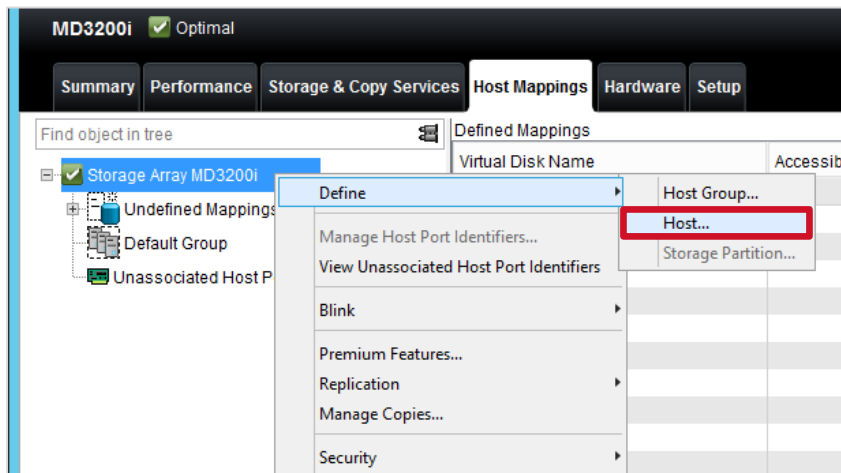 MD3200i Optimal
Summary Performance Storage & Copy Services Host Mappings Hardware Setup
Find object in tree
Defined Mappings
Virtual Disk Name
Storage Array MD3200i
Undefined Mappings
Default Group
Unassociated Host
Define
Manage Host Port Identifiers...
View Unassociated Host Port Identifiers
Blink
Premium Features...
Replication
Manage Copies...
Security
Host Group...
Host...
Storage Partition...